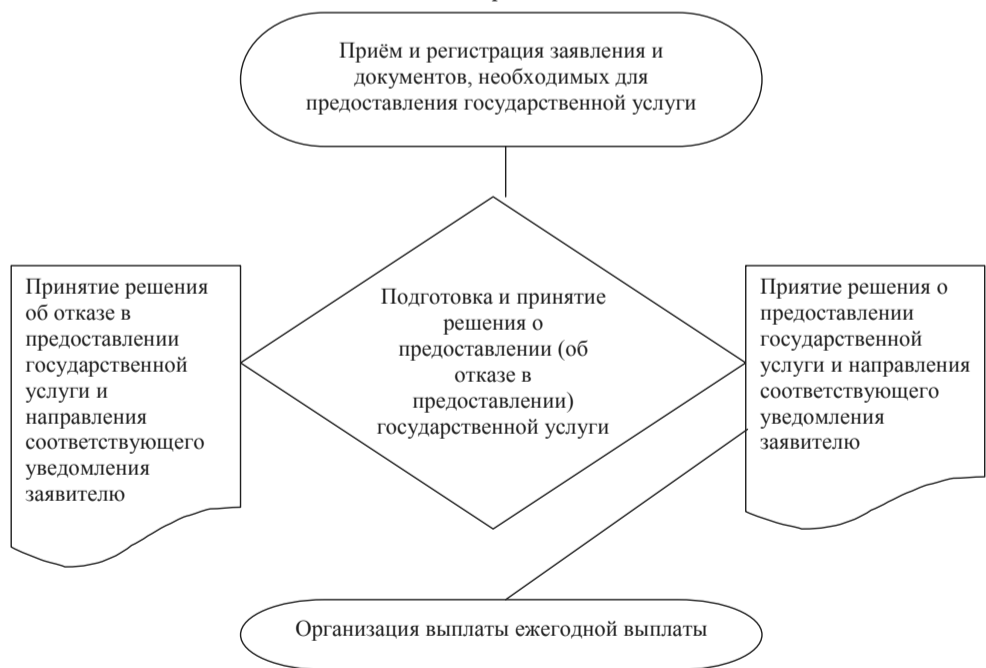 Приём и регистрация заявления и
документов, необходимых для
предоставления государственной услуги
Принятие решения
об отказе в
предоставлении
государственной
услуги и
направления
соответствующего
уведомления
заявителю
Подготовка и принятие
решения о
предоставлении (об
отказе в
предоставлении)
государственной услуги
Приятие решения о
предоставлении
государственной
услуги и направления
соответствующего
уведомления
заявителю
Организация выплаты ежегодной выплаты